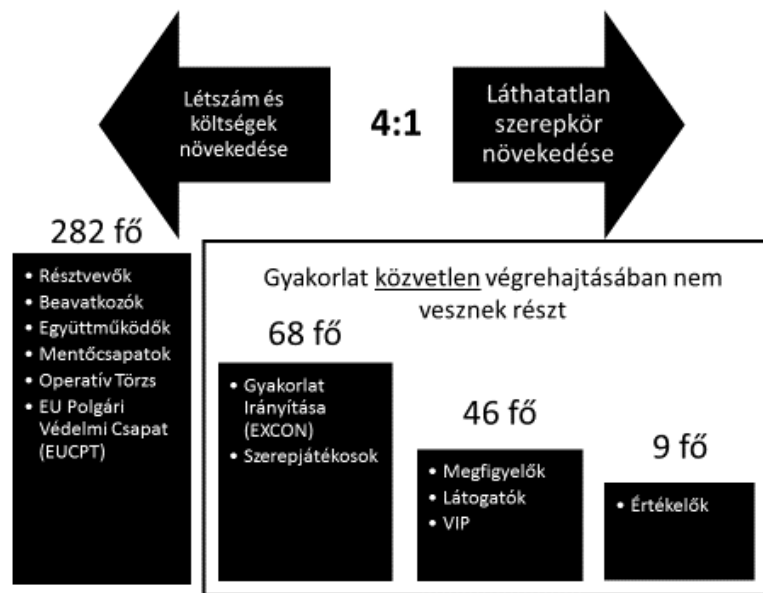 Létszám és
költségek
növekedése
4:1
Láthatatlan
szerepkör
növekedése
282 fő
• Résztvevők
• Beavatkozók
• Együttműködők
• Mentőcsapatok
• Operatív Törzs
• EU Polgári
Védelmi Csapat
(EUCPT)
Gyakorlat közvetlen végrehajtásában nem
vesznek részt
68 fő
• Gyakorlat
Irányítása
(EXCON)
• Szerepjátékosok
46 fő
• Megfigyelők
• Látogatók
• VIP
9 fő
• Értékelők